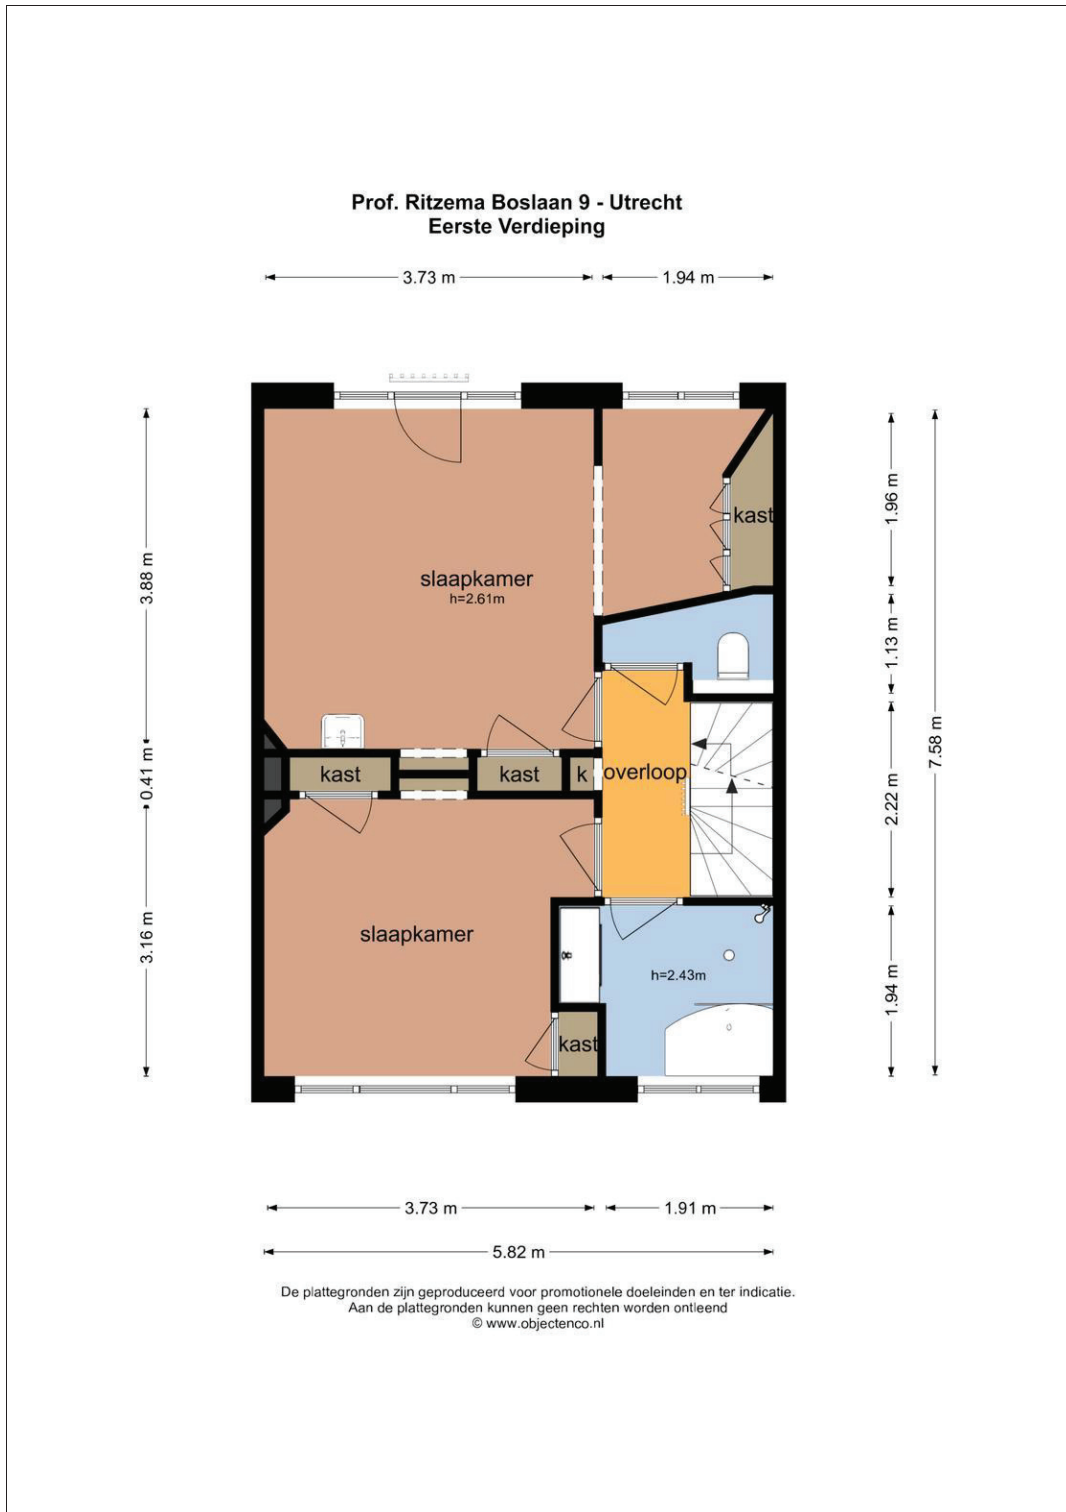 Prof. Ritzema Boslaan 9 - Utrecht
Eerste Verdieping
3.73 m
1.94 m
3.88 m
0.41 m
3.16 m
1.96 m
1.13 m
2.22 m
1.94 m
7.58 m
kast
slaapkamer
h=2.61m
kast
kast
k
overloop
slaapkamer
h=2.43m
kast
3.73 m
1.91 m
5.82 m
De plattegronden zijn geproduceerd voor promotionele doeleinden en ter indicatie.
Aan de plattegronden kunnen geen rechten worden ontleend
© www.objectenco.nl